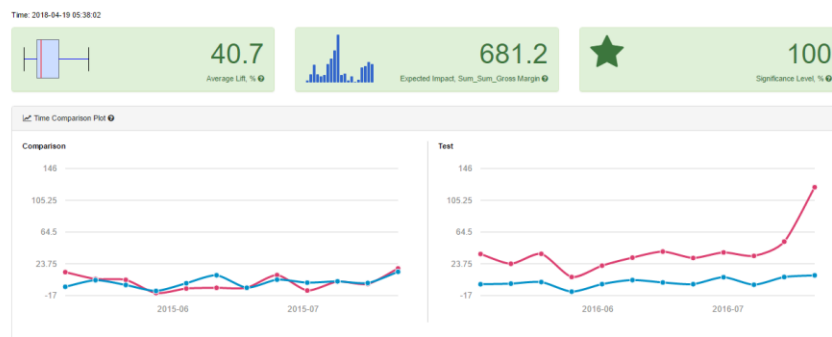 Time: 2018-04-19 05:38:02
40.7
Average Lift, %
681.2
Expected Impact, Sum_Sum_Gross Margin
100
Significance Level, %
Time Comparison Plot
Comparison
146
105.25
64.5
23.75
-17
2015-06
2015-07
Test
146
105.25
64.5
23.75
-17
2016-06
2016-07